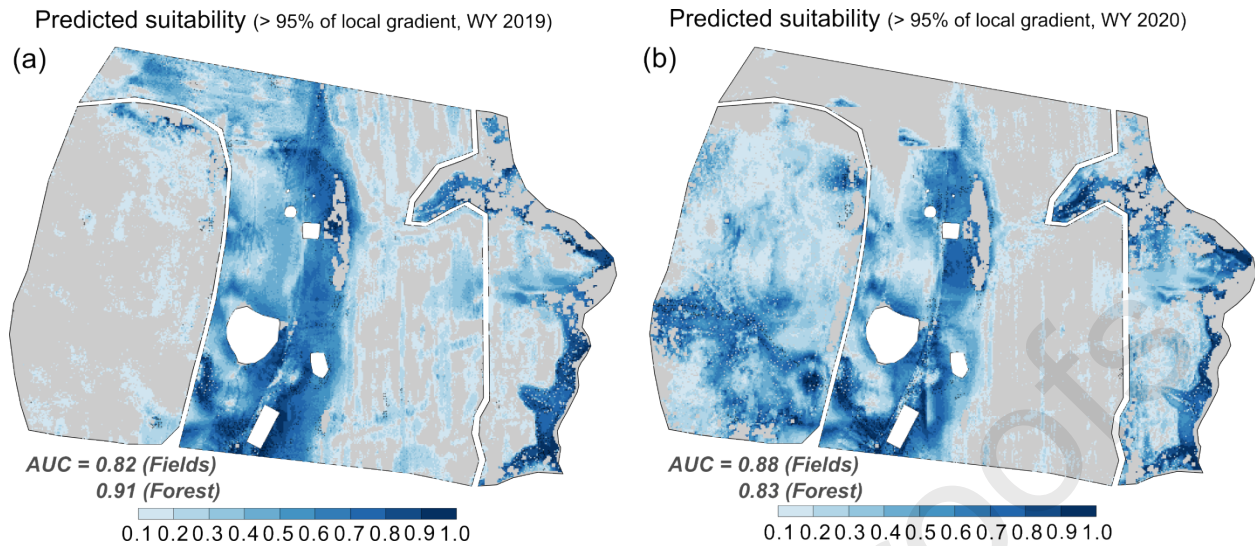 Predicted suitability (> 95% of local gradient, WY 2019)
(a)
AUC = 0.82 (Fields)
0.91 (Forest)
0.1 0.2 0.3 0.4 0.5 0.6 0.7 0.8 0.9 1.0
Predicted suitability (> 95% of local gradient, WY 2020)
(b)
AUC = 0.88 (Fields)
0.83 (Forest)
0.1 0.2 0.3 0.4 0.5 0.6 0.7 0.8 0.9 1.0